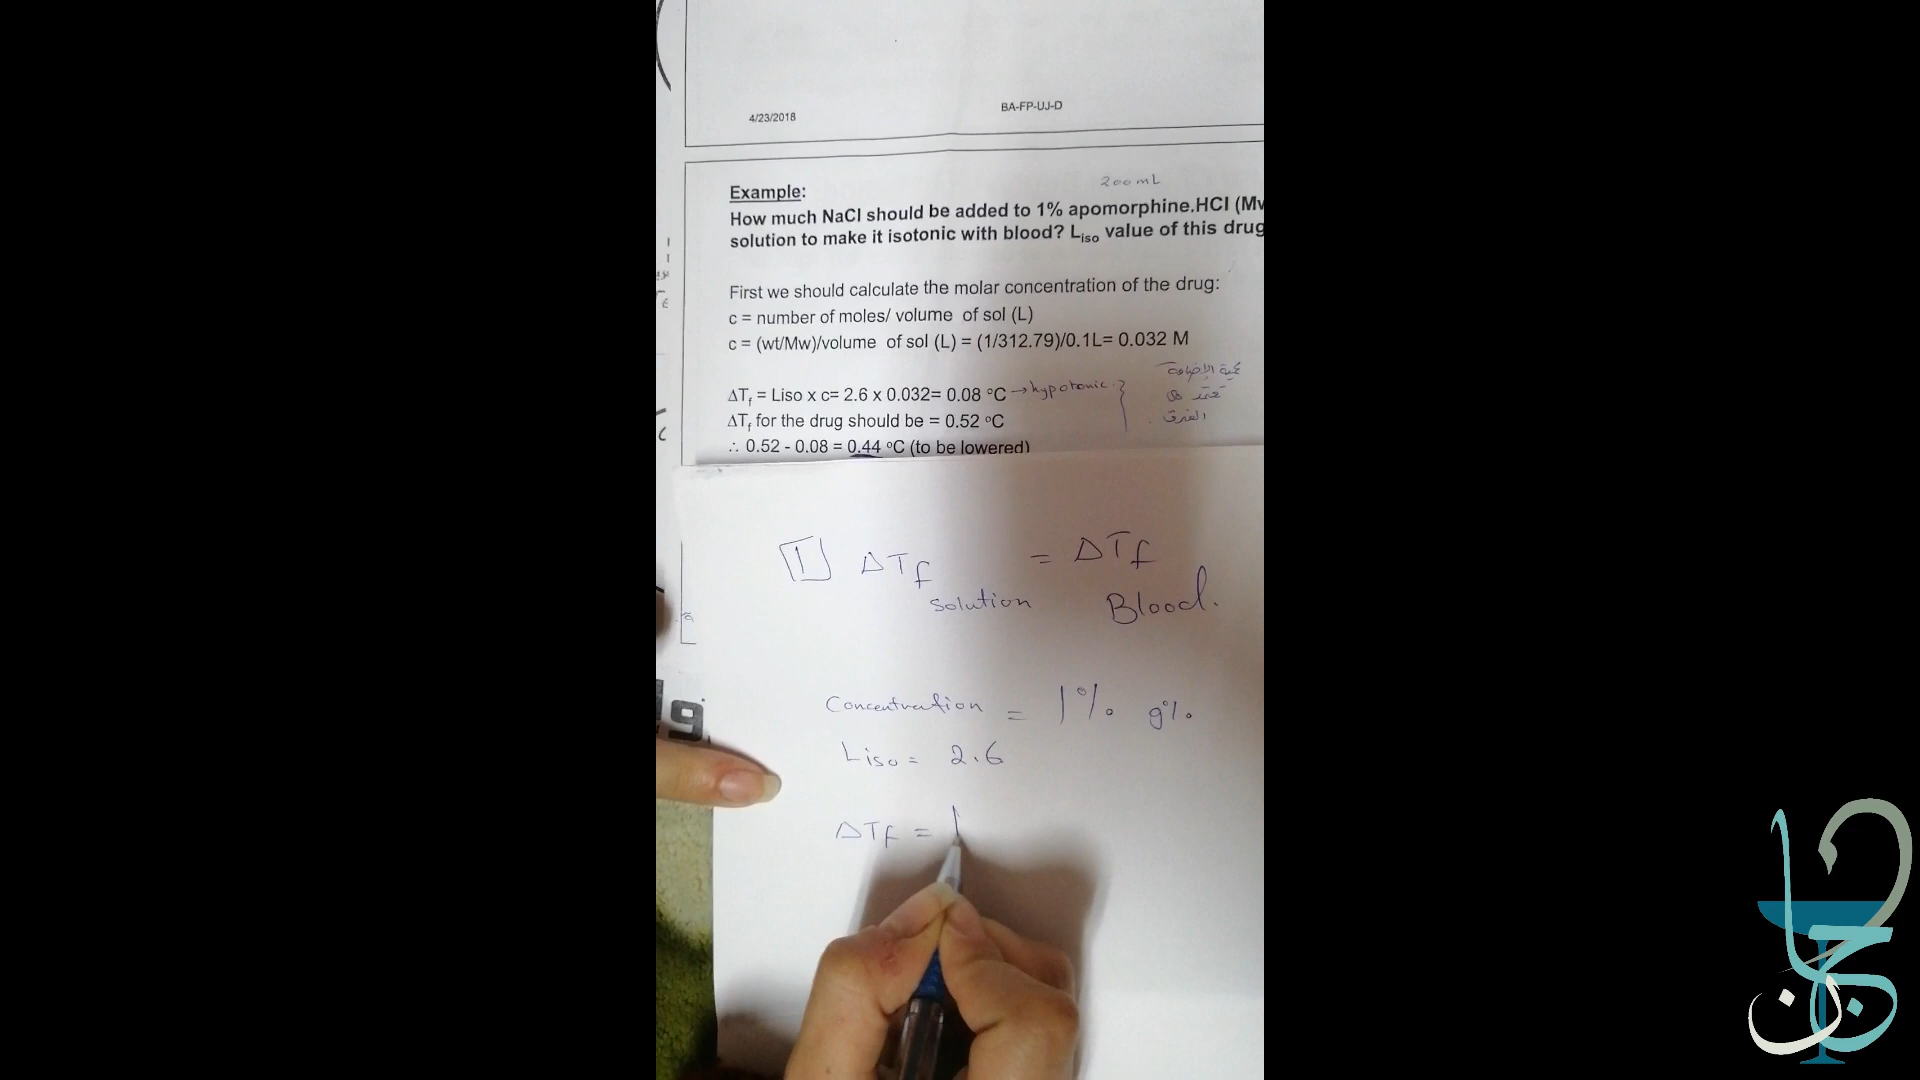 4/23/2018
BA-FP-UJ-D
200 mL
Example:
How much NaCl should be added to 1% apomorphine.HCl (Mw
solution to make it isotonic with blood? Liso value of this drug
First we should calculate the molar concentration of the drug:
c = number of moles/ volume of sol (L)
c = (wt/Mw)/volume of sol (L) = (1/312.79)/0.1L= 0.032 M
كمية الإضافة
ΔTf = Liso x c= 2.6 x 0.032= 0.08 °C → hypotonic
تعتمد على
ΔTf for the drug should be = 0.52 °C
الفرق
∴ 0.52 - 0.08 = 0.44 °C (to be lowered)
1 ΔTf solution = ΔTf Blood.
Concentration = 1% g%
Liso = 2.6
ΔTf =